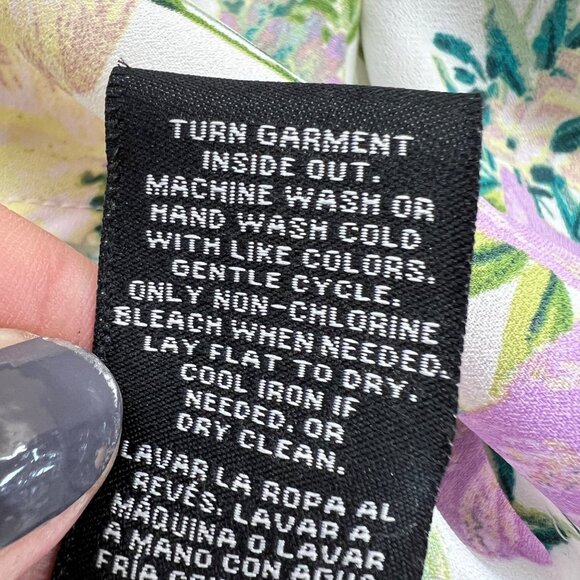 TURN GARMENT
INSIDE OUT.
MACHINE WASH OR
HAND WASH COLD
WITH LIKE COLORS.
GENTLE CYCLE.
ONLY NON-CHLORINE
BLEACH WHEN NEEDED.
LAY FLAT TO DRY.
COOL IRON IF
NEEDED. OR
DRY CLEAN.
LAVAR LA ROPA AL
REVÉS. LAVAR A
MÁQUINA O LAVAR
A MANO CON AGUA
FRÍA